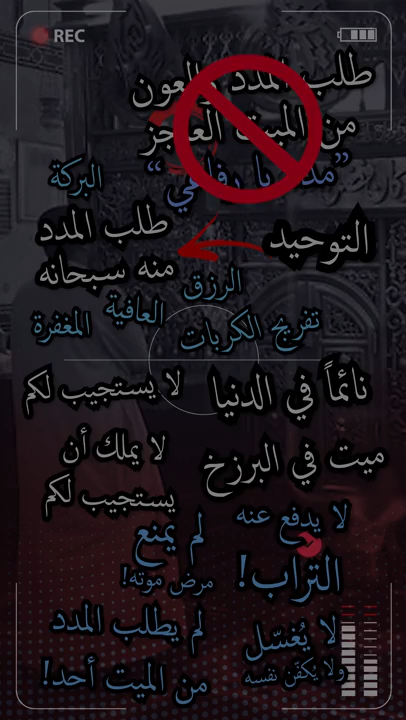 REC
طلب المدد والعون
من الميت العاجز
”مدد يا رفاعي“
البركة
طلب المدد
منه سبحانه
التوحيد
الرزق
العافية
المغفرة
تفريج الكربات
نائماً في الدنيا
لا يستجيب لكم
ميت في البرزخ
لا يملك أن
يستجيب لكم
لا يدفع عنه
التراب!
لم يمنع
مرض موته!
لا يُغسّل
ولا يكفّن نفسه
لم يطلب المدد
من الميت أحد!